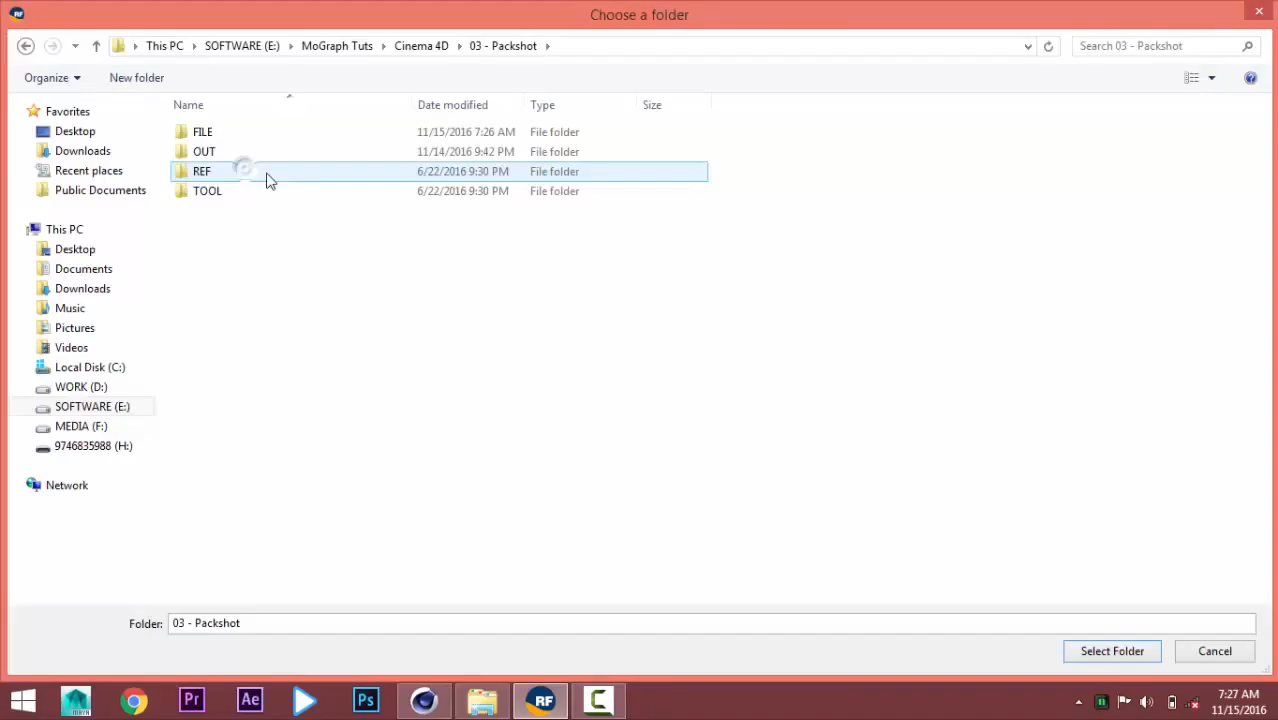 Choose a folder
This PC SOFTWARE (E:) MoGraph Tuts Cinema 4D 03 - Packshot
Search 03 - Packshot
Organize New folder
Name Date modified Type Size
FILE 11/15/2016 7:26 AM File folder
OUT 11/14/2016 9:42 PM File folder
REF 6/22/2016 9:30 PM File folder
TOOL 6/22/2016 9:30 PM File folder
Favorites
Desktop
Downloads
Recent places
Public Documents
This PC
Desktop
Documents
Downloads
Music
Pictures
Videos
Local Disk (C:)
WORK (D:)
SOFTWARE (E:)
MEDIA (F:)
9746835988 (H:)
Network
Folder: 03 - Packshot
Select Folder Cancel
Pr Ae Ps RF C
7:27 AM
11/15/2016